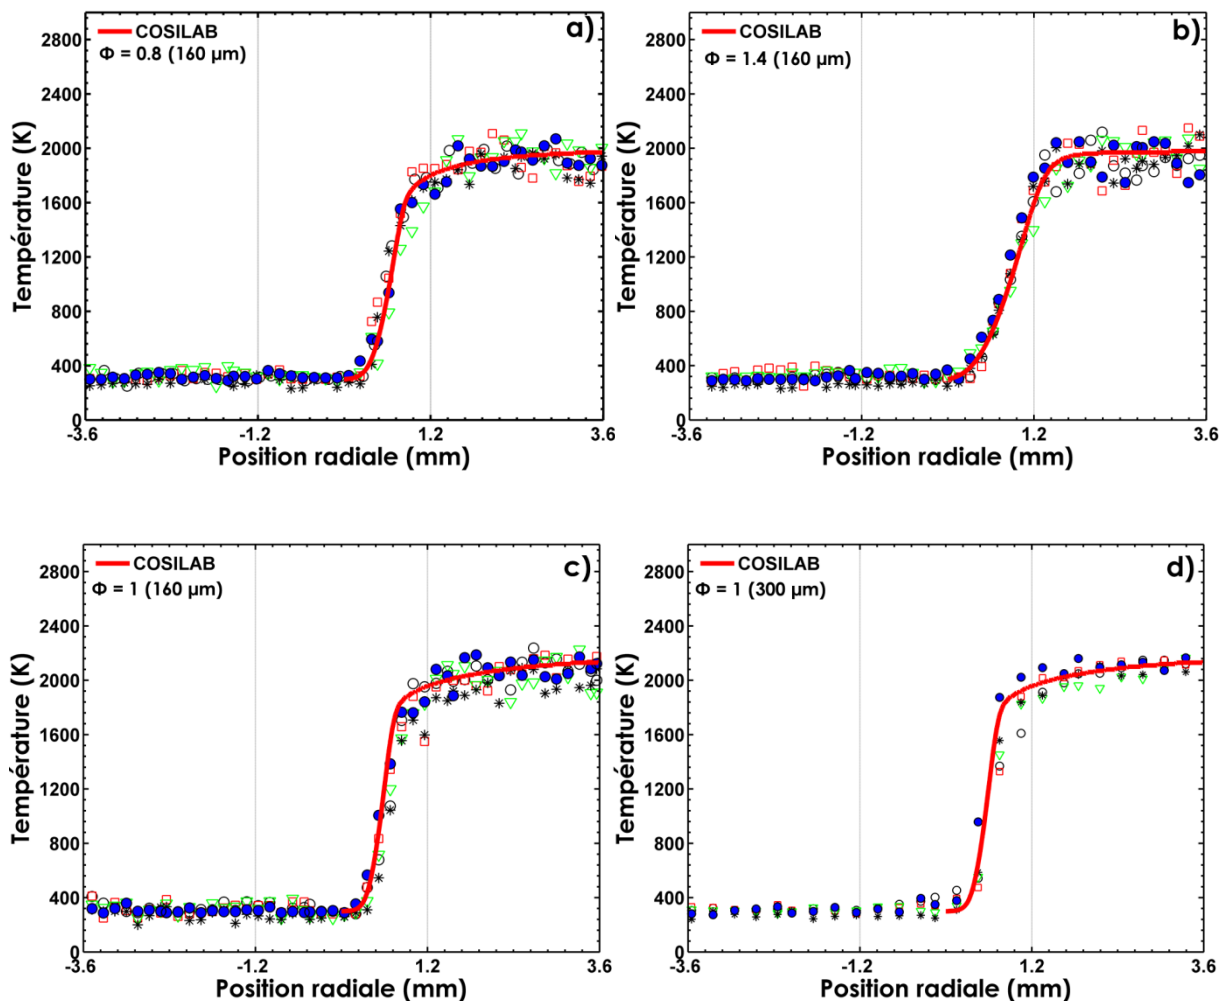 COSILAB
Φ = 0.8 (160 µm)
a)
2800
2400
2000
1600
1200
800
400
0
Température (K)
-3.6
-1.2
1.2
3.6
Position radiale (mm)
COSILAB
Φ = 1.4 (160 µm)
b)
2800
2400
2000
1600
1200
800
400
0
Température (K)
-3.6
-1.2
1.2
3.6
Position radiale (mm)
COSILAB
Φ = 1 (160 µm)
c)
2800
2400
2000
1600
1200
800
400
0
Température (K)
-3.6
-1.2
1.2
3.6
Position radiale (mm)
COSILAB
Φ = 1 (300 µm)
d)
2800
2400
2000
1600
1200
800
400
0
Température (K)
-3.6
-1.2
1.2
3.6
Position radiale (mm)